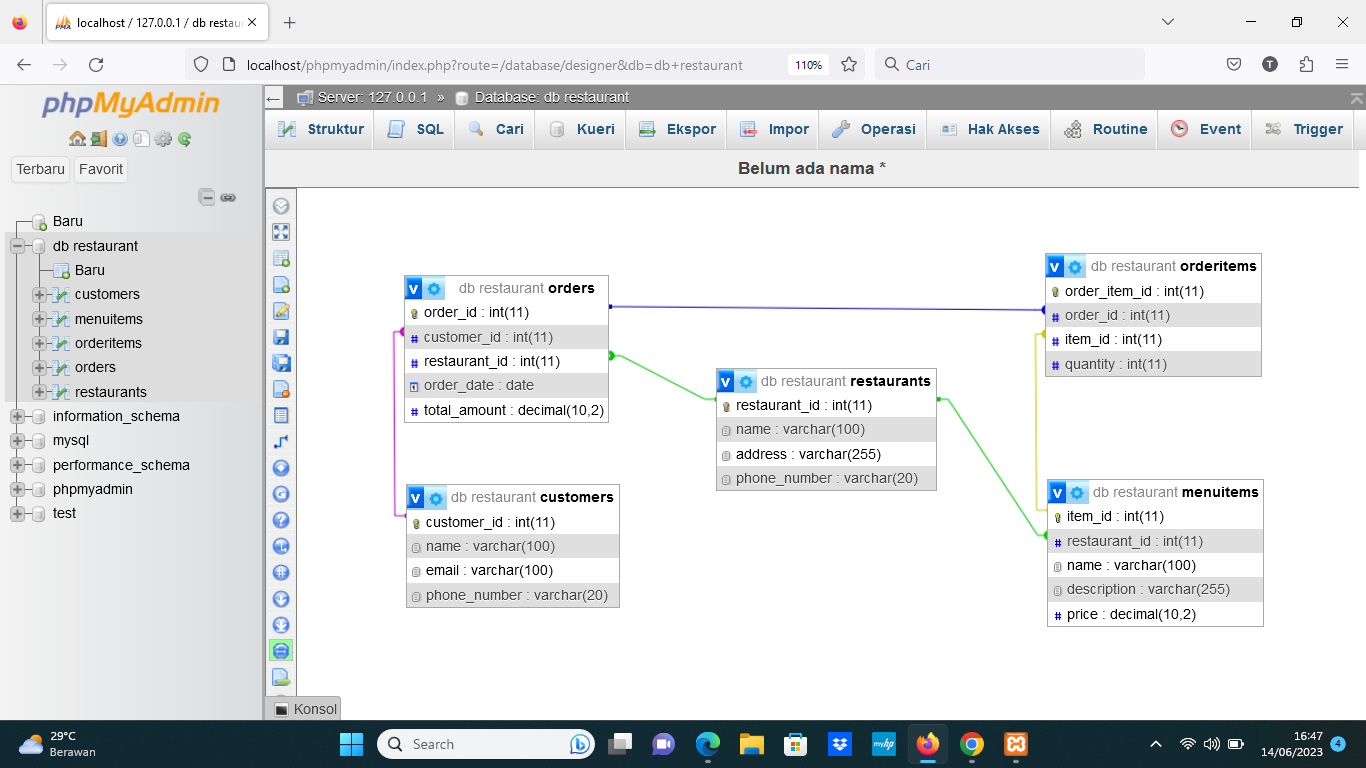 localhost / 127.0.0.1 / db restau
localhost/phpmyadmin/index.php?route=/database/designer&db=db+restaurant
110%
Cari
T
phpMyAdmin
Terbaru
Favorit
Baru
db restaurant
Baru
customers
menuitems
orderitems
orders
restaurants
information_schema
mysql
performance_schema
phpmyadmin
test
Server: 127.0.0.1 » Database: db restaurant
Struktur
SQL
Cari
Kueri
Ekspor
Impor
Operasi
Hak Akses
Routine
Event
Trigger
Belum ada nama *
v db restaurant orders
order_id : int(11)
# customer_id : int(11)
# restaurant_id : int(11)
order_date : date
# total_amount : decimal(10,2)
v db restaurant customers
customer_id : int(11)
name : varchar(100)
email : varchar(100)
phone_number : varchar(20)
v db restaurant restaurants
restaurant_id : int(11)
name : varchar(100)
address : varchar(255)
phone_number : varchar(20)
v db restaurant orderitems
order_item_id : int(11)
# order_id : int(11)
# item_id : int(11)
# quantity : int(11)
v db restaurant menuitems
item_id : int(11)
# restaurant_id : int(11)
name : varchar(100)
description : varchar(255)
# price : decimal(10,2)
Konsol
29°C
Berawan
Search
myhp
16:47
14/06/2023
4